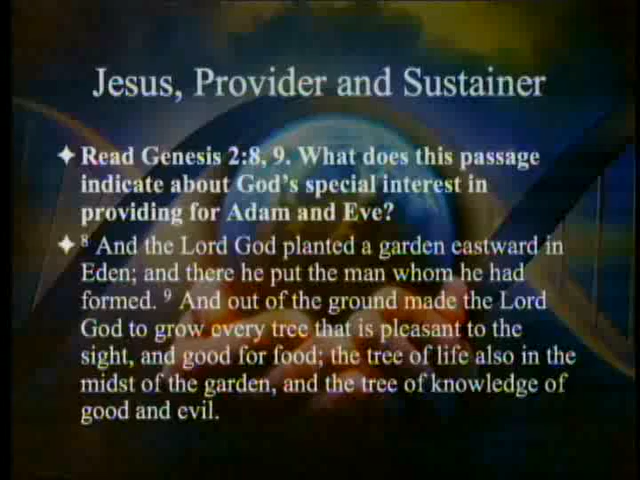 Jesus, Provider and Sustainer
Read Genesis 2:8, 9. What does this passage
indicate about God's special interest in
providing for Adam and Eve?
8 And the Lord God planted a garden eastward in
Eden; and there he put the man whom he had
formed. 9 And out of the ground made the Lord
God to grow every tree that is pleasant to the
sight, and good for food; the tree of life also in the
midst of the garden, and the tree of knowledge of
good and evil.